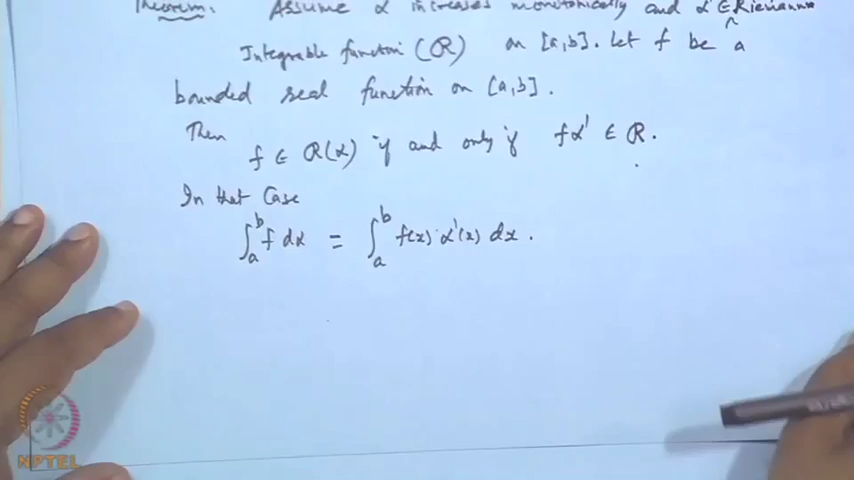 Theorem. Assume α increases monotonically and α' ∈ Riemann
Integrable function (R) on [a,b]. Let f be a
bounded real function on [a,b].
Then
f ∈ R(α) if and only if fα' ∈ R.
In that Case
∫_a^b f dα = ∫_a^b f(x) α'(x) dx.
NPTEL